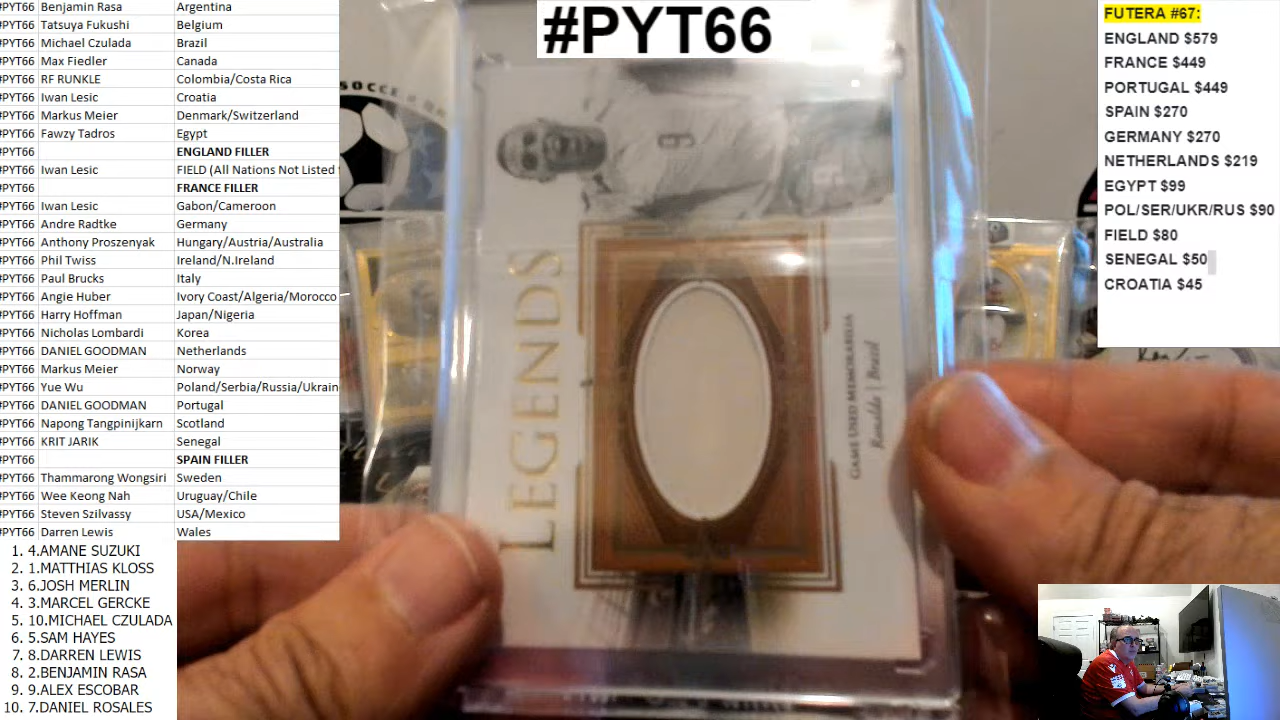 #PYT66 Benjamin Rasa Argentina
#PYT66 Tatsuya Fukushi Belgium
#PYT66 Michael Czulada Brazil
#PYT66 Max Fiedler Canada
#PYT66 RF RUNKLE Colombia/Costa Rica
#PYT66 Iwan Lesic Croatia
#PYT66 Markus Meier Denmark/Switzerland
#PYT66 Fawzy Tadros Egypt
#PYT66 ENGLAND FILLER
#PYT66 Iwan Lesic FIELD (All Nations Not Listed
#PYT66 FRANCE FILLER
#PYT66 Iwan Lesic Gabon/Cameroon
#PYT66 Andre Radtke Germany
#PYT66 Anthony Proszenyak Hungary/Austria/Australia
#PYT66 Phil Twiss Ireland/N.Ireland
#PYT66 Paul Brucks Italy
#PYT66 Angie Huber Ivory Coast/Algeria/Morocco
#PYT66 Harry Hoffman Japan/Nigeria
#PYT66 Nicholas Lombardi Korea
#PYT66 DANIEL GOODMAN Netherlands
#PYT66 Markus Meier Norway
#PYT66 Yue Wu Poland/Serbia/Russia/Ukrain
#PYT66 DANIEL GOODMAN Portugal
#PYT66 Napong Tangpinijkarn Scotland
#PYT66 KRIT JARIK Senegal
#PYT66 SPAIN FILLER
#PYT66 Thammarong Wongsiri Sweden
#PYT66 Wee Keong Nah Uruguay/Chile
#PYT66 Steven Szilvassy USA/Mexico
#PYT66 Darren Lewis Wales
1. 4.AMANE SUZUKI
2. 1.MATTHIAS KLOSS
3. 6.JOSH MERLIN
4. 3.MARCEL GERCKE
5. 10.MICHAEL CZULADA
6. 5.SAM HAYES
7. 8.DARREN LEWIS
8. 2.BENJAMIN RASA
9. 9.ALEX ESCOBAR
10. 7.DANIEL ROSALES
#PYT66
9
LEGENDS
GAME USED MEMORABILIA
Ronaldo | Brazil
FUTERA #67:
ENGLAND $579
FRANCE $449
PORTUGAL $449
SPAIN $270
GERMANY $270
NETHERLANDS $219
EGYPT $99
POL/SER/UKR/RUS $90
FIELD $80
SENEGAL $50
CROATIA $45